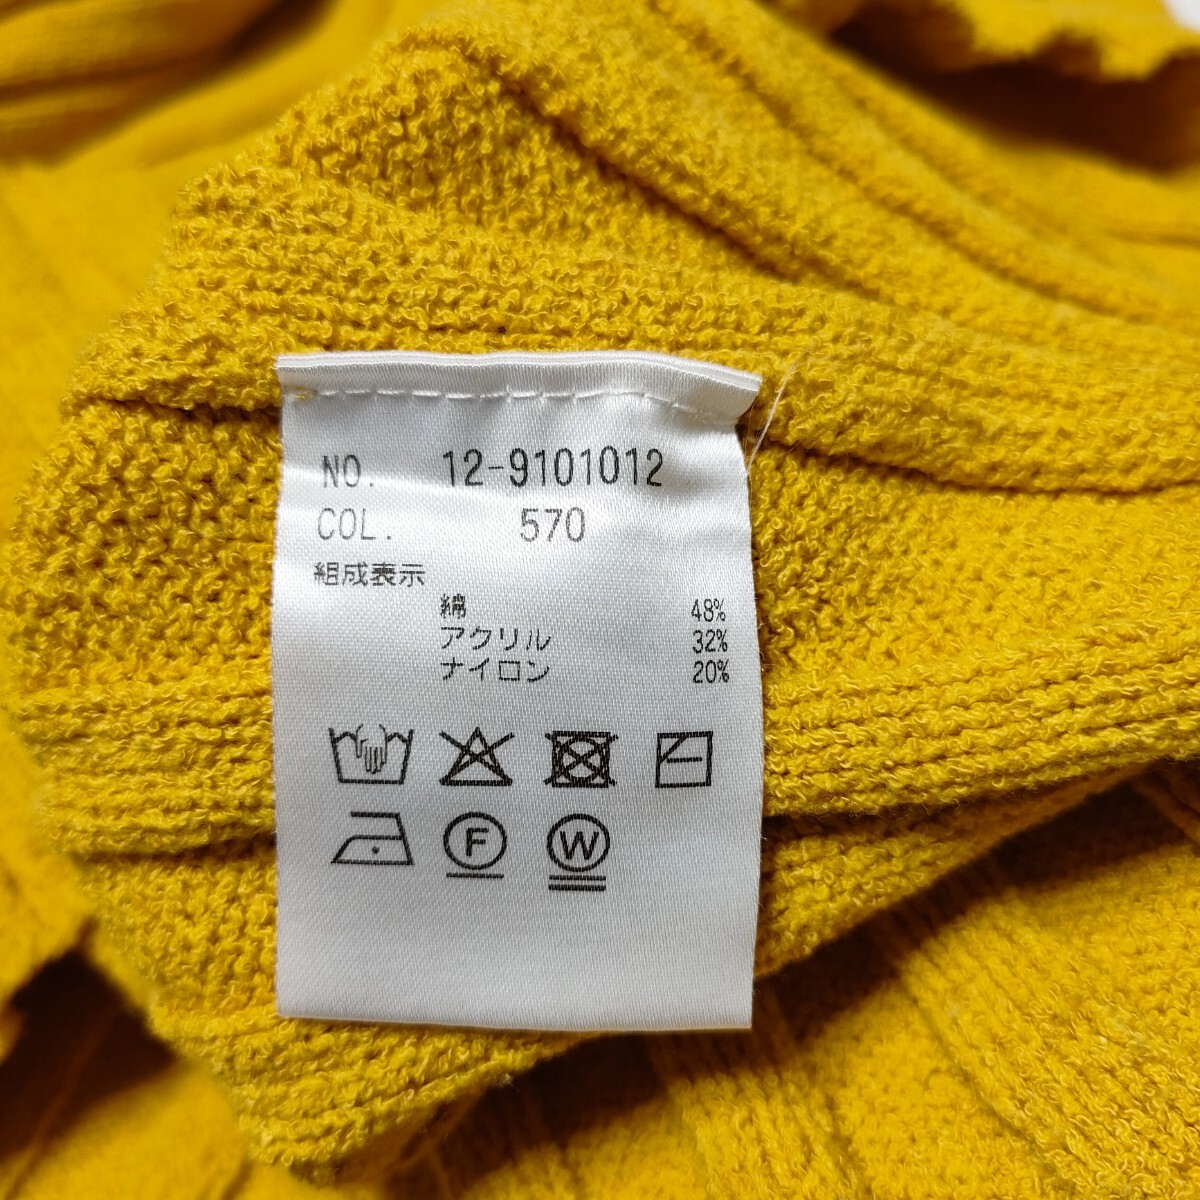 NO. 12-9101012
COL. 570
組成表示
綿 48%
アクリル 32%
ナイロン 20%
F W